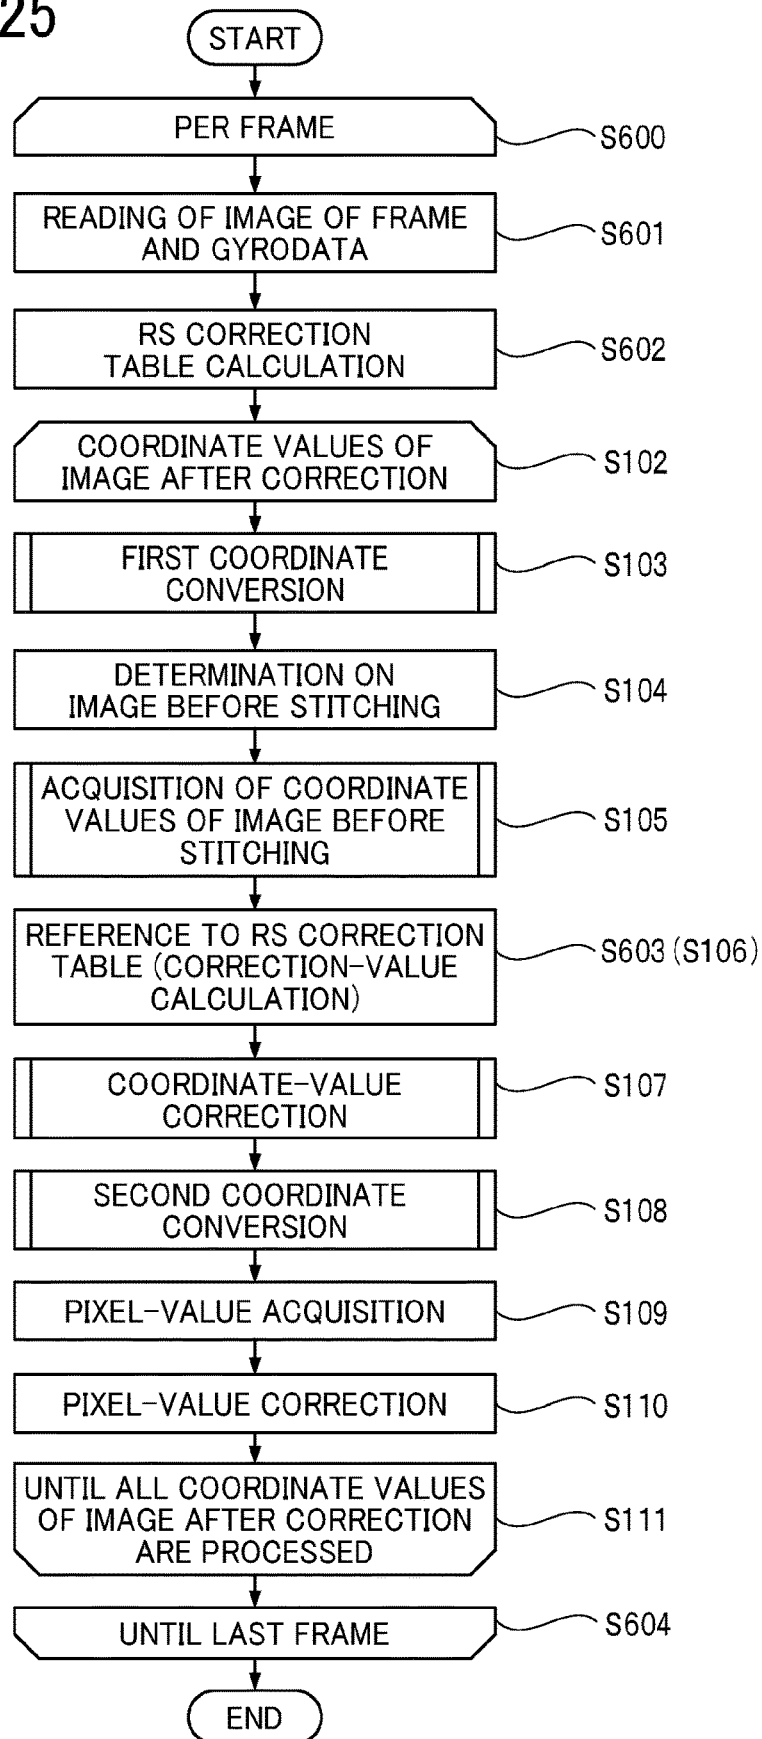 25
START
PER FRAME
S600
READING OF IMAGE OF FRAME
AND GYRODATA
S601
RS CORRECTION
TABLE CALCULATION
S602
COORDINATE VALUES OF
IMAGE AFTER CORRECTION
S102
FIRST COORDINATE
CONVERSION
S103
DETERMINATION ON
IMAGE BEFORE STITCHING
S104
ACQUISITION OF COORDINATE
VALUES OF IMAGE BEFORE
STITCHING
S105
REFERENCE TO RS CORRECTION
TABLE (CORRECTION-VALUE
CALCULATION)
S603 (S106)
COORDINATE-VALUE
CORRECTION
S107
SECOND COORDINATE
CONVERSION
S108
PIXEL-VALUE ACQUISITION
S109
PIXEL-VALUE CORRECTION
S110
UNTIL ALL COORDINATE VALUES
OF IMAGE AFTER CORRECTION
ARE PROCESSED
S111
UNTIL LAST FRAME
S604
END